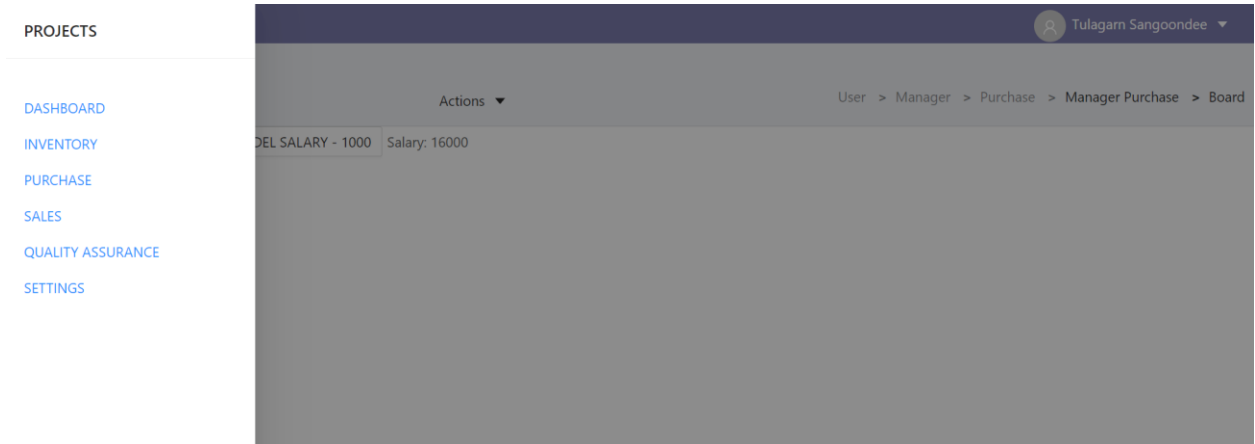 PROJECTS
Tulagarn Sangoondee
DASHBOARD
INVENTORY
PURCHASE
SALES
QUALITY ASSURANCE
SETTINGS
Actions
User > Manager > Purchase > Manager Purchase > Board
DEL SALARY - 1000 Salary: 16000